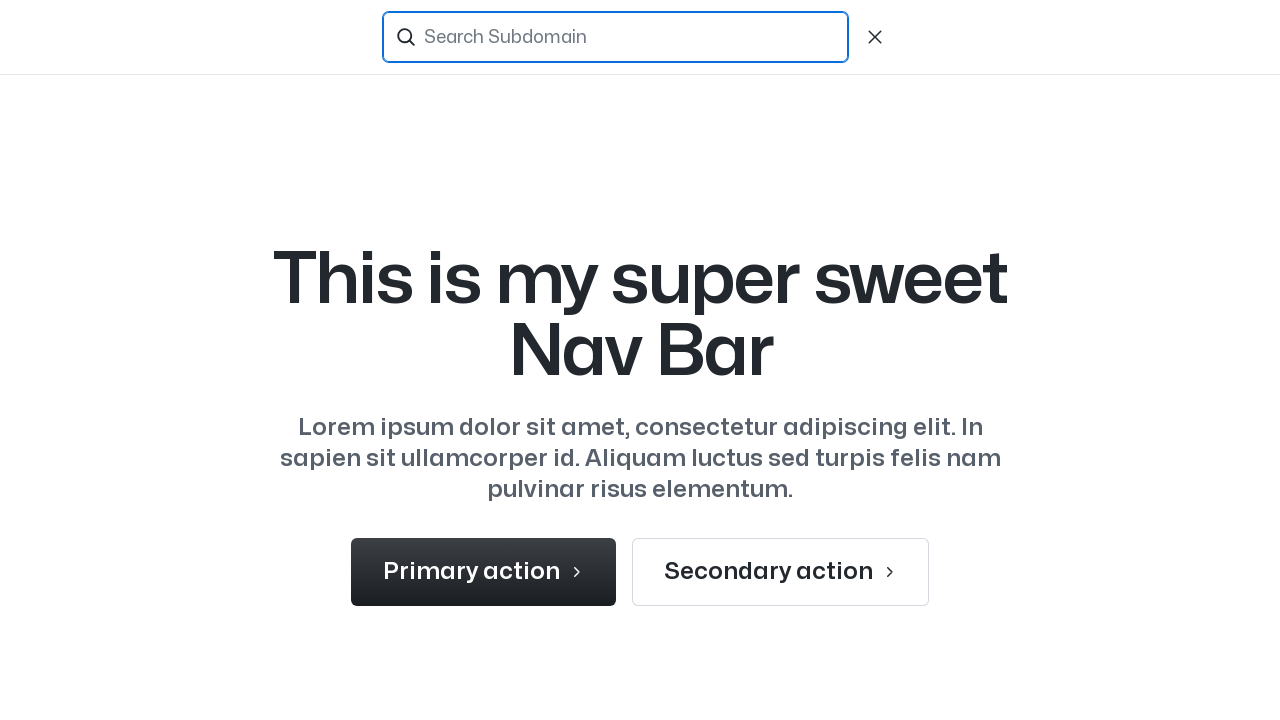 Search Subdomain
This is my super sweet
Nav Bar
Lorem ipsum dolor sit amet, consectetur adipiscing elit. In
sapien sit ullamcorper id. Aliquam luctus sed turpis felis nam
pulvinar risus elementum.
Primary action
Secondary action